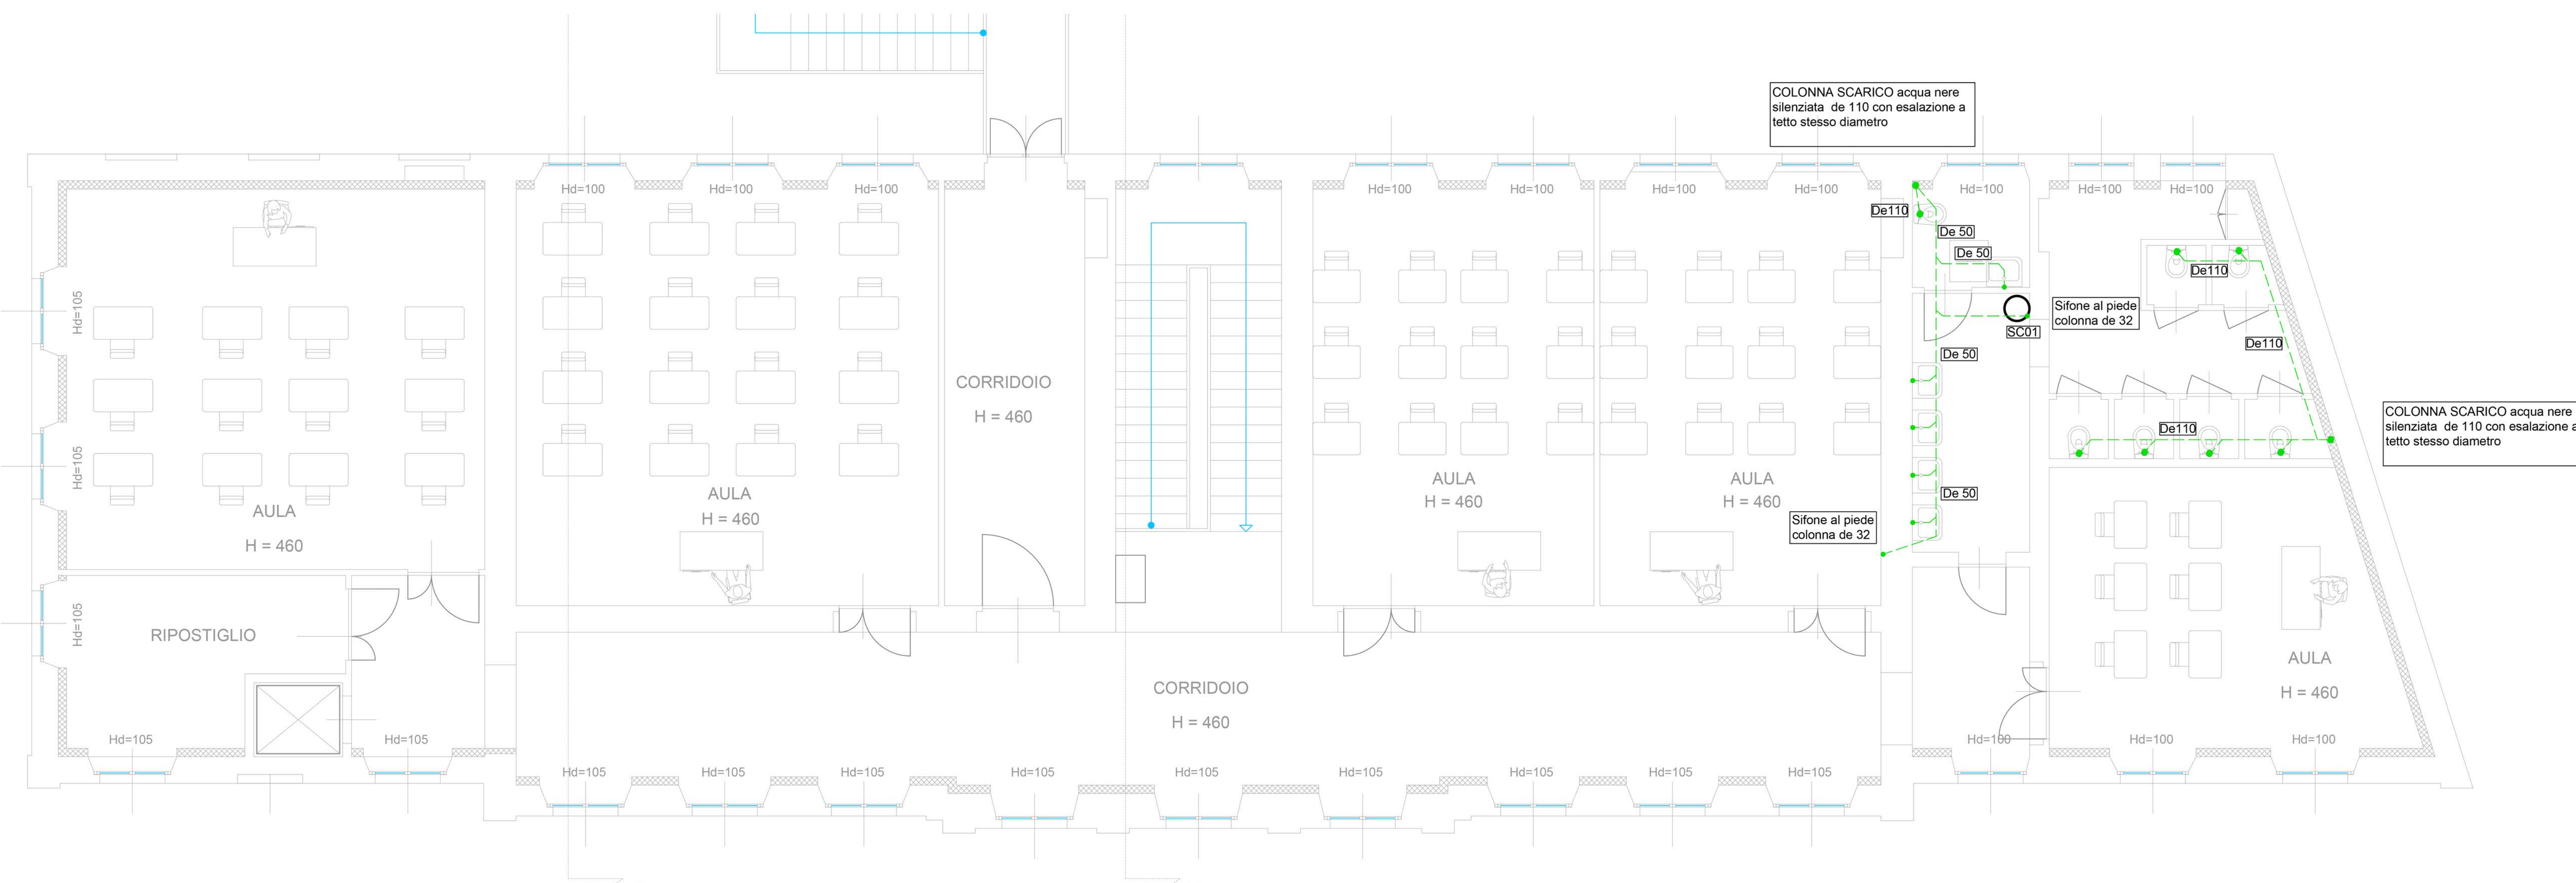 COLONNA SCARICO acqua nere
silenziata de 110 con esalazione a
tetto stesso diametro
Hd=100
Hd=100
Hd=100
Hd=100
Hd=100
Hd=100
Hd=100
Hd=100
Hd=100
Hd=100
De110
De 50
De 50
De110
Hd=105
Sifone al piede
colonna de 32
SC01
De110
De 50
CORRIDOIO
H = 460
COLONNA SCARICO acqua nere
silenziata de 110 con esalazione a
tetto stesso diametro
De110
Hd=105
AULA
H = 460
AULA
H = 460
AULA
H = 460
AULA
H = 460
De 50
Sifone al piede
colonna de 32
Hd=105
RIPOSTIGLIO
AULA
H = 460
CORRIDOIO
H = 460
Hd=105
Hd=105
Hd=100
Hd=100
Hd=100
Hd=105
Hd=105
Hd=105
Hd=105
Hd=105
Hd=105
Hd=105
Hd=105
Hd=105